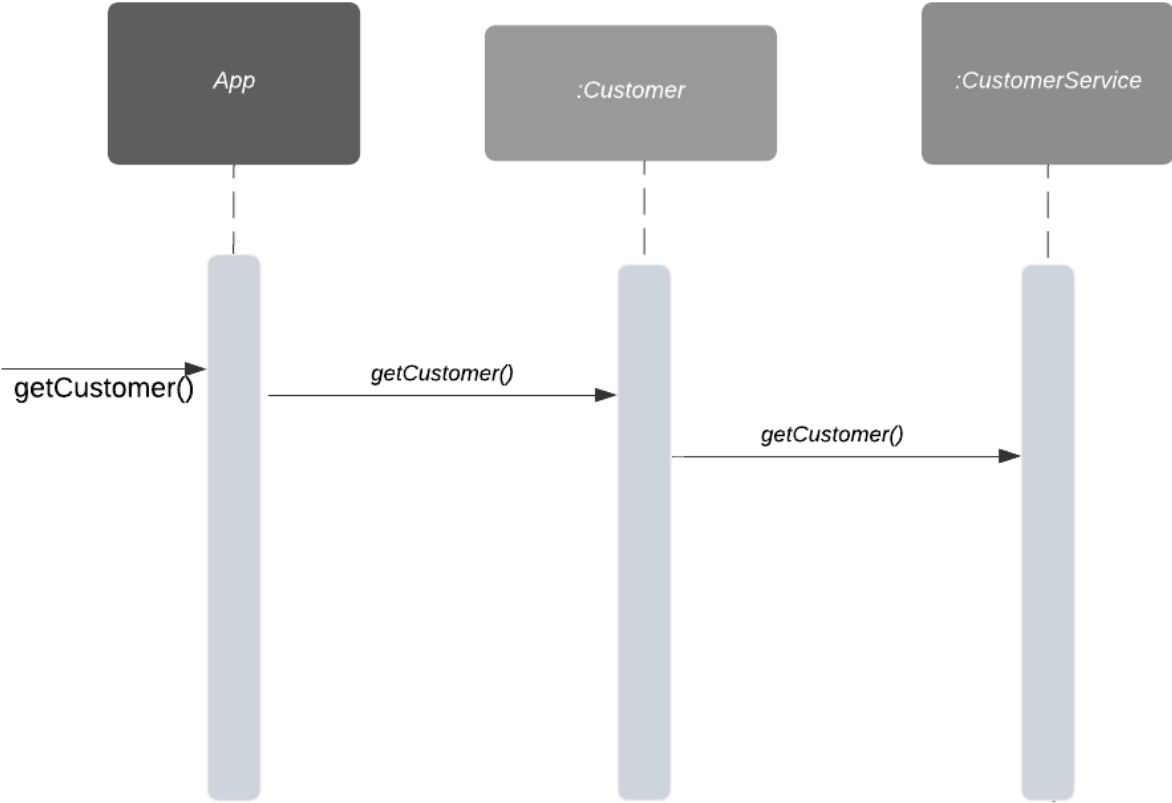 App
:Customer
:CustomerService
getCustomer()
getCustomer()
getCustomer()